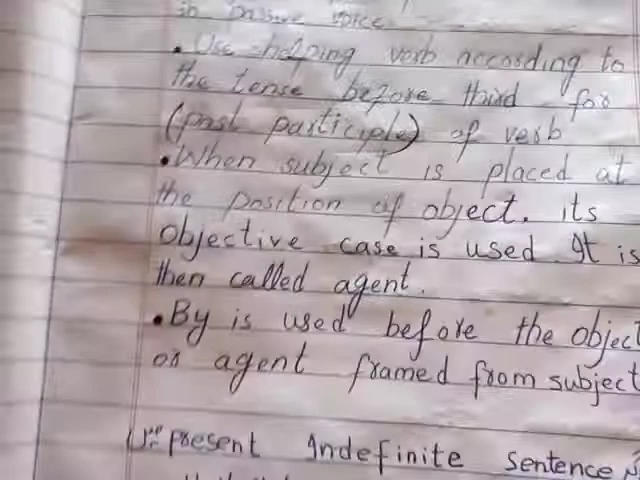 in passive voice
• Use helping verb according to
the tense before third for
(past participle) of verb
• When subject is placed at
the position of object. its
objective case is used It is
then called agent.
• By is used before the object
or agent framed from subject
present Indefinite Sentence